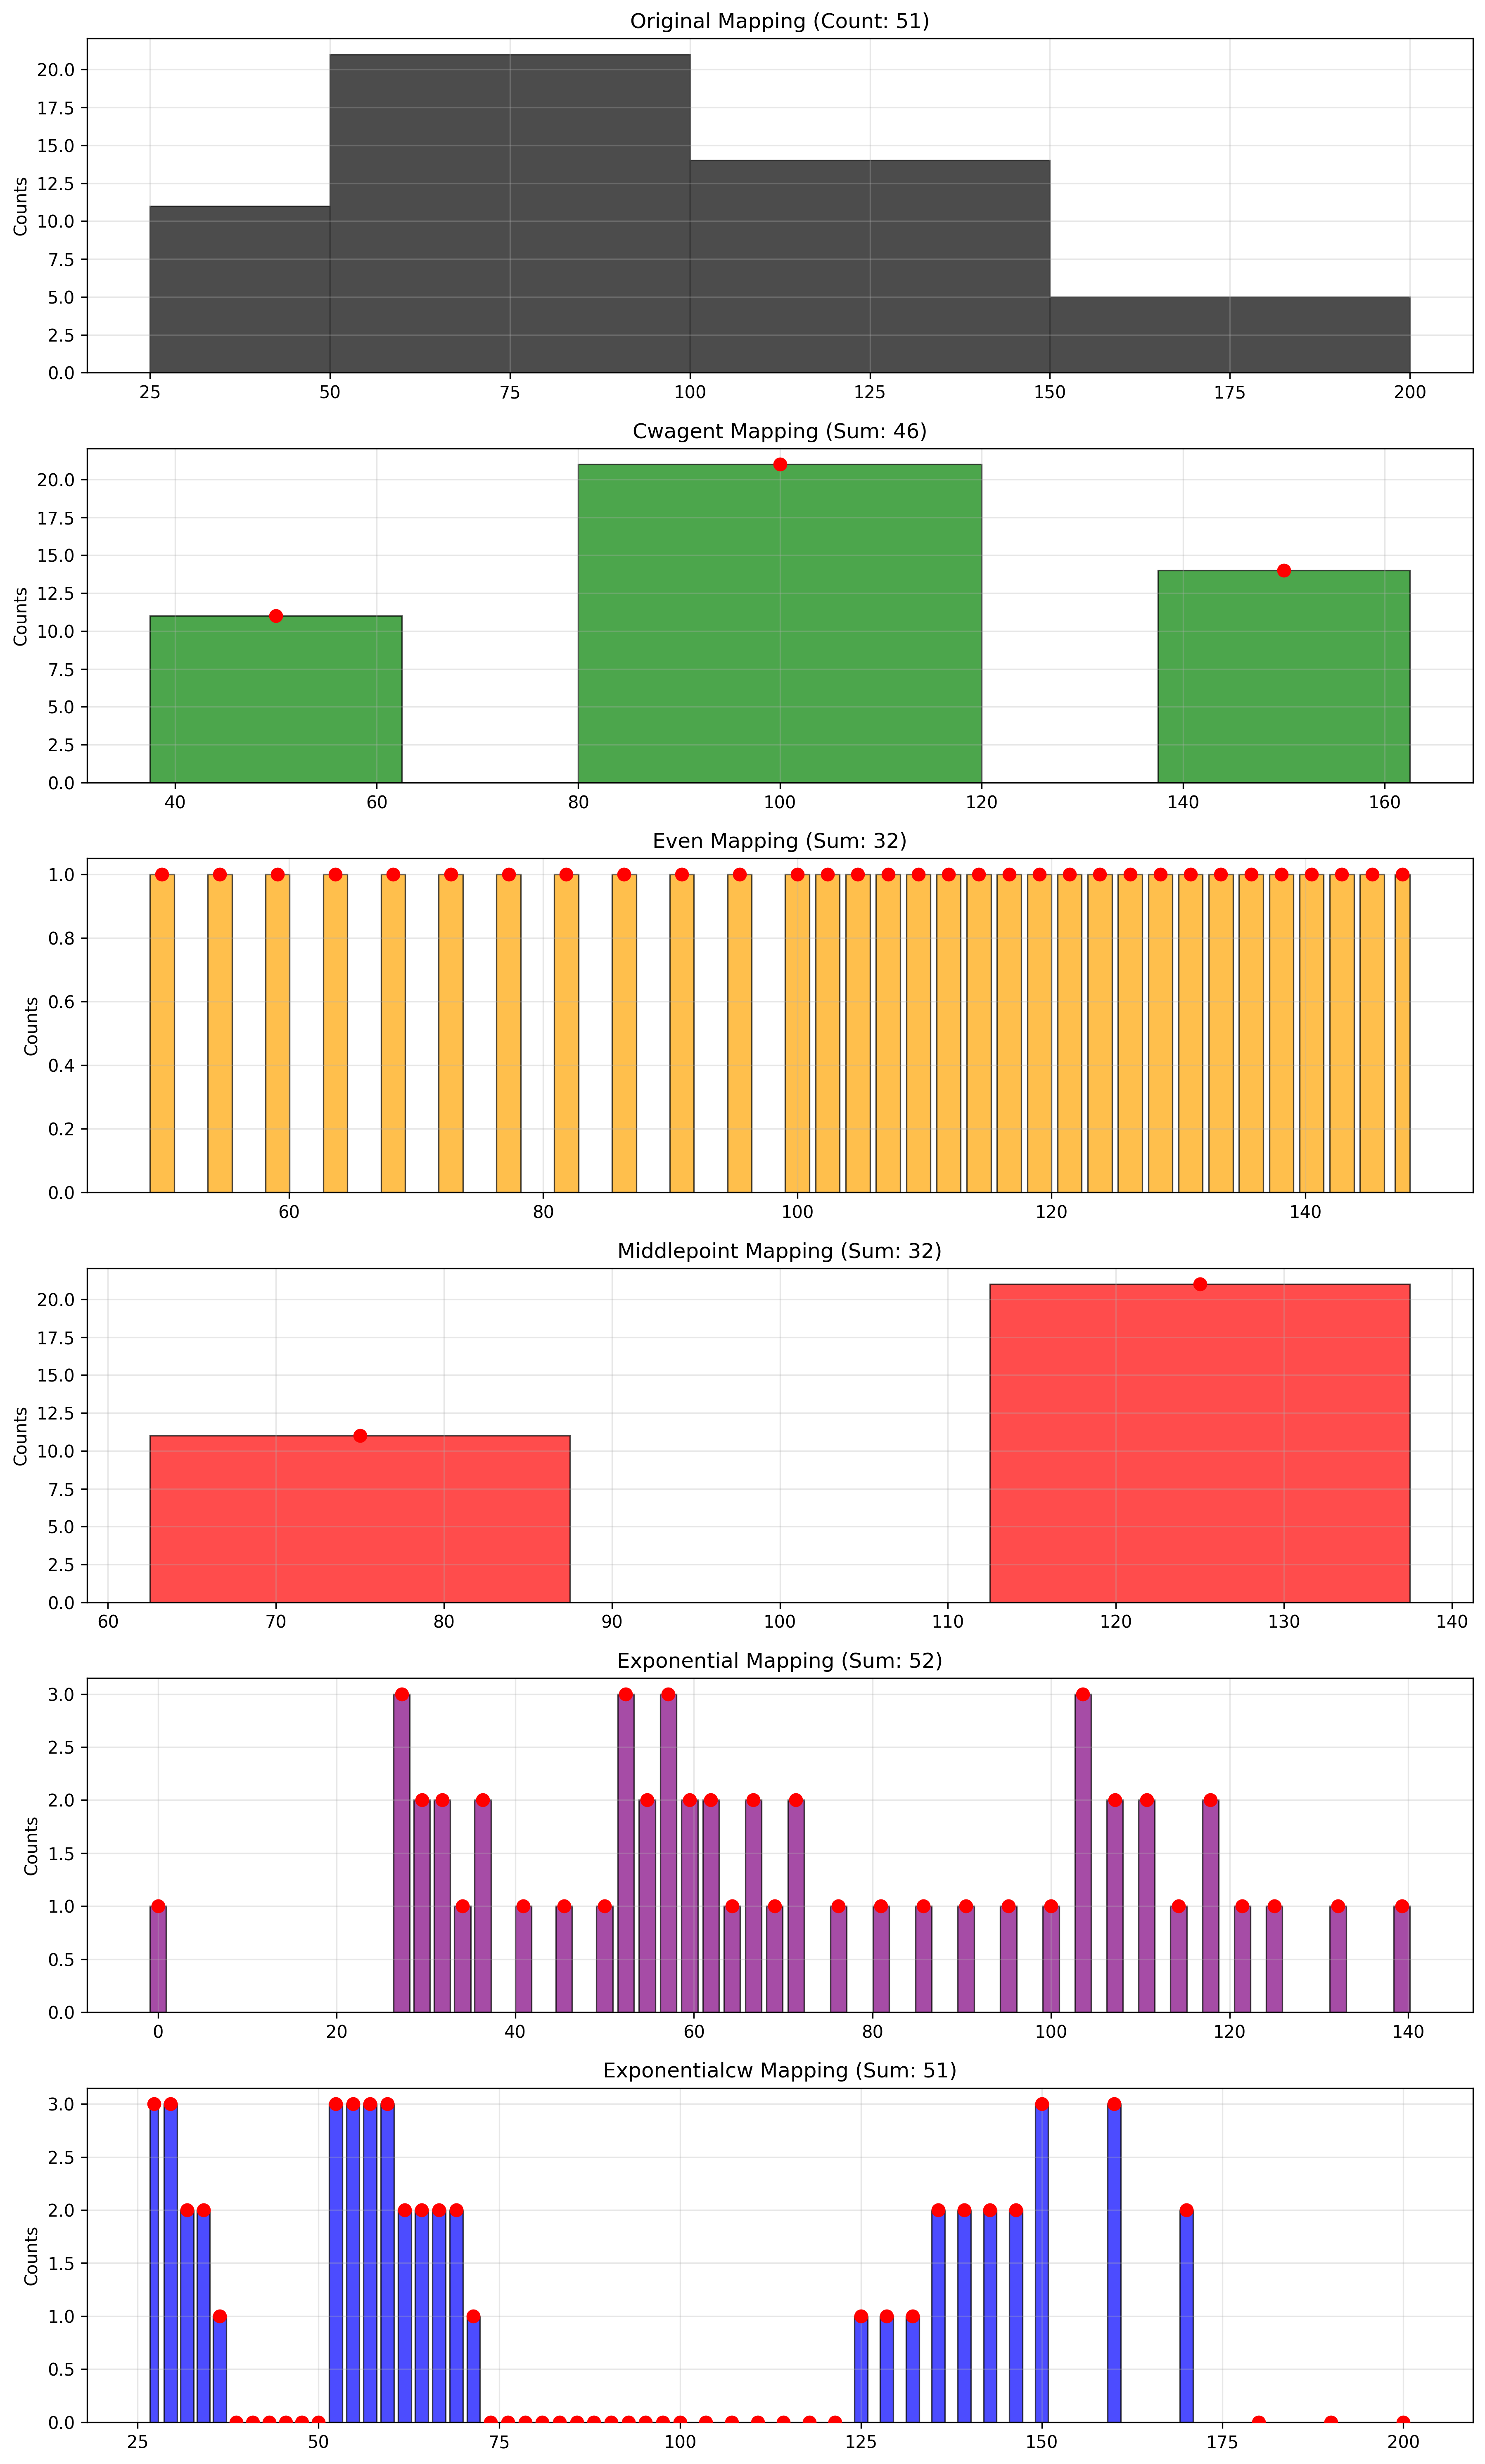 Original Mapping (Count: 51)
20.0
17.5
15.0
12.5
10.0
7.5
5.0
2.5
0.0
Counts
25 50 75 100 125 150 175 200
Cwagent Mapping (Sum: 46)
20.0
17.5
15.0
12.5
10.0
7.5
5.0
2.5
0.0
Counts
40 60 80 100 120 140 160
Even Mapping (Sum: 32)
1.0
0.8
0.6
0.4
0.2
0.0
Counts
60 80 100 120 140
Middlepoint Mapping (Sum: 32)
20.0
17.5
15.0
12.5
10.0
7.5
5.0
2.5
0.0
Counts
60 70 80 90 100 110 120 130 140
Exponential Mapping (Sum: 52)
3.0
2.5
2.0
1.5
1.0
0.5
0.0
Counts
0 20 40 60 80 100 120 140
Exponentialcw Mapping (Sum: 51)
3.0
2.5
2.0
1.5
1.0
0.5
0.0
Counts
25 50 75 100 125 150 175 200